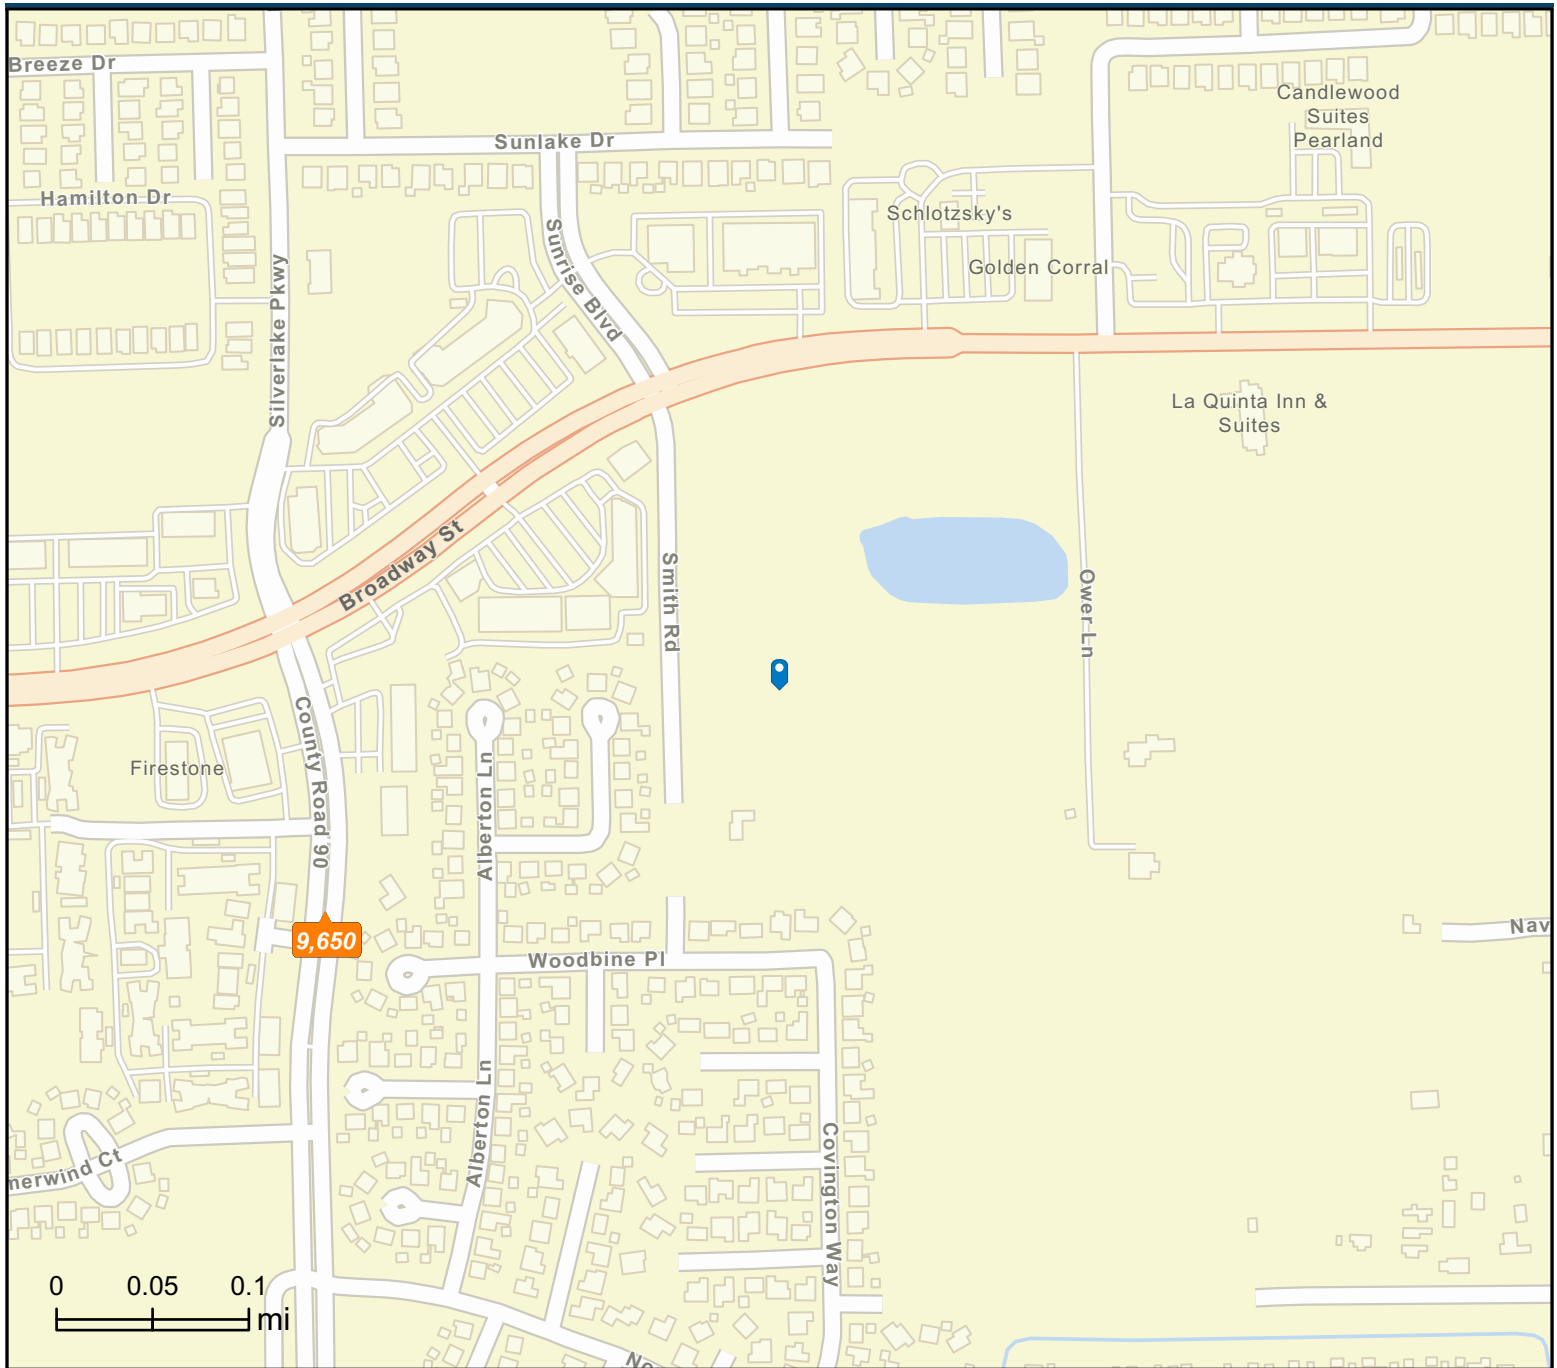 Breeze Dr
Sunlake Dr
Candlewood
Suites
Pearland
Hamilton Dr
Schlotzsky's
Sunrise Blvd
Golden Corral
Silverlake Pkwy
La Quinta Inn &
Suites
Broadway St
Smith Rd
Ower Ln
County Road 90
Firestone
Alberton Ln
9,650
Nav
Woodbine Pl
Alberton Ln
Covington Way
merwind Ct
0 0.05 0.1
mi
No